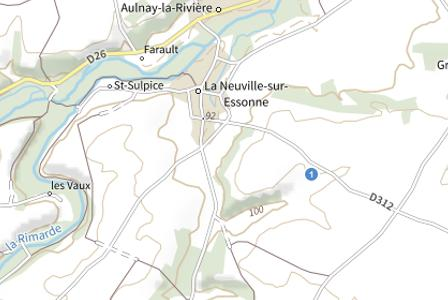 Aulnay-la-Rivière
D26
Farault
Gr
St-Sulpice
La Neuville-sur-
Essonne
92
1
les Vaux
D312
100
la Rimarde